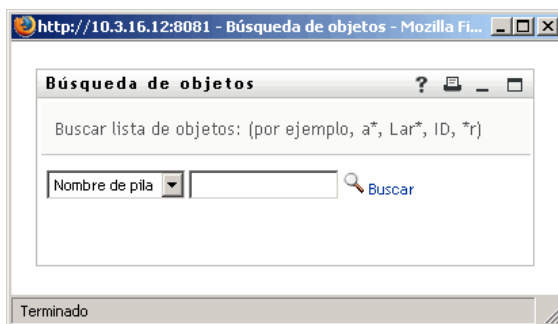 http://10.3.16.12:8081 - Búsqueda de objetos - Mozilla Fi...
Búsqueda de objetos
Buscar lista de objetos: (por ejemplo, a*, Lar*, ID, *r)
Nombre de pila Buscar
Terminado